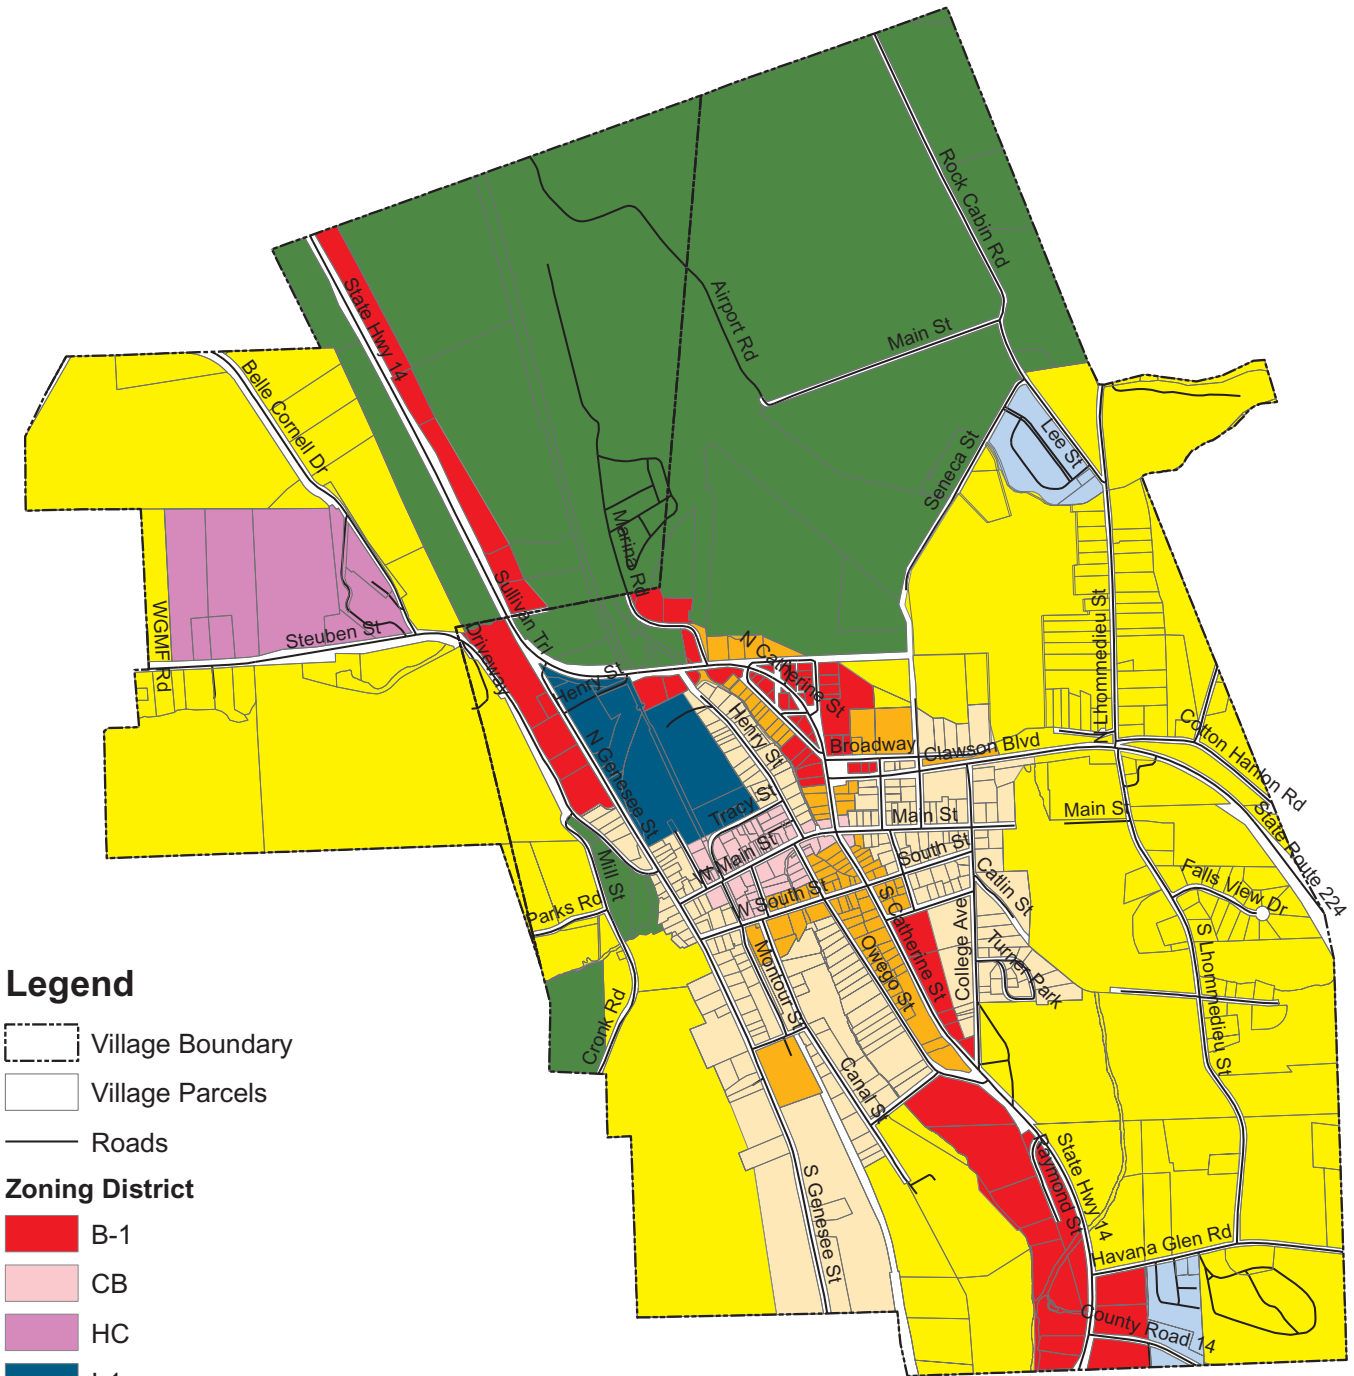 Rock Cabin Rd
State Hwy 14
Airport Rd
Main St
Belle Cornell Dr
Lee St
Seneca St
Marina Rd
Sullivan Trl
WGMF Rd
Steuben St
Driveway
N Lhommedieu St
N Catherine St
Henry St
Henry St
Cotton Hanlon Rd
Broadway
Clawson Blvd
N Genesee St
Tracy St
Main St
Main St
State Route 224
W Main St
South St
Mill St
Catlin St
Falls View Dr
W South St
Parks Rd
S Catherine St
College Ave
Owego St
Turner Park
S Lhommedieu St
Montour St
Cronk Rd
Canal St
Raymond St
State Hwy 14
S Genesee St
Havana Glen Rd
County Road 14
Legend
Village Boundary
Village Parcels
Roads
Zoning District
B-1
CB
HC